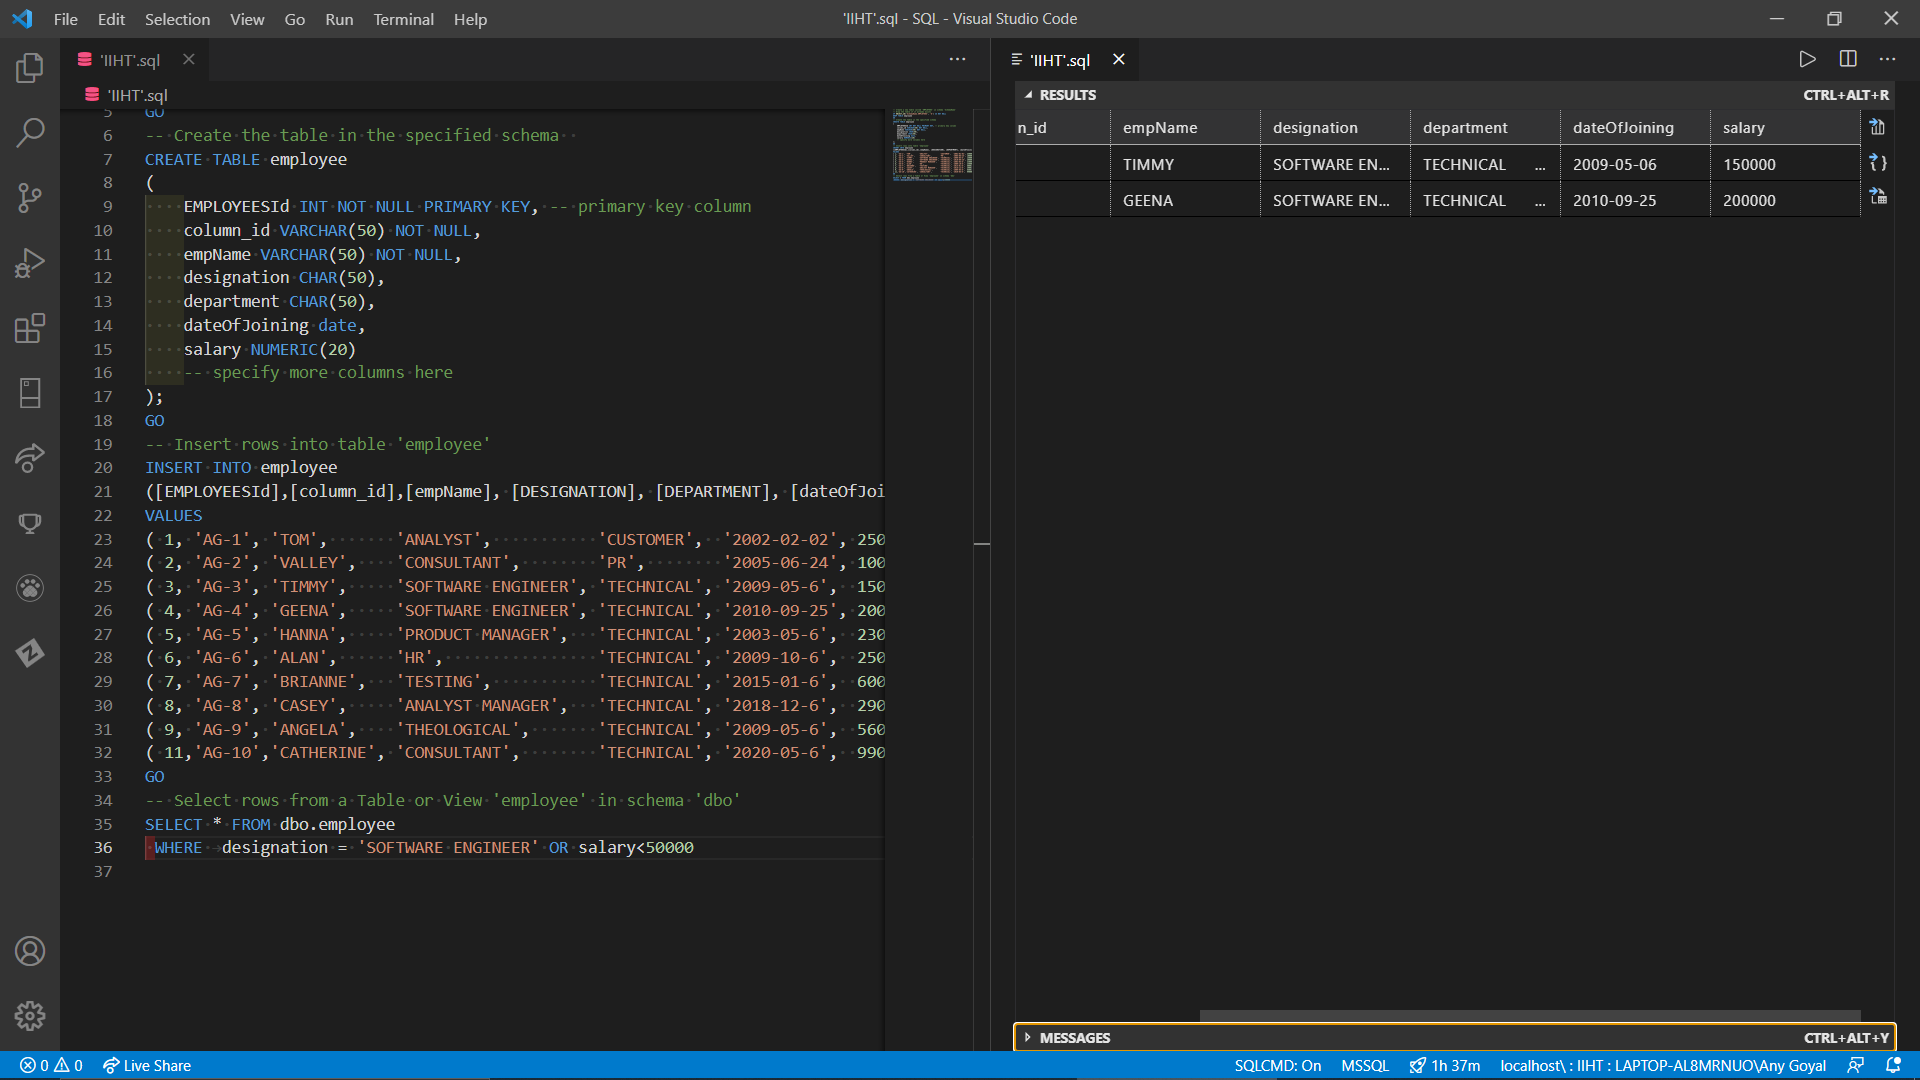 File Edit Selection View Go Run Terminal Help
'IIHT'.sql - SQL - Visual Studio Code
'IIHT'.sql
'IIHT'.sql
5 GO
6 -- Create the table in the specified schema
7 CREATE TABLE employee
8 (
9 EMPLOYEESId INT NOT NULL PRIMARY KEY, -- primary key column
10 column_id VARCHAR(50) NOT NULL,
11 empName VARCHAR(50) NOT NULL,
12 designation CHAR(50),
13 department CHAR(50),
14 dateOfJoining date,
15 salary NUMERIC(20)
16 -- specify more columns here
17 );
18 GO
19 -- Insert rows into table 'employee'
20 INSERT INTO employee
21 ([EMPLOYEESId],[column_id],[empName], [DESIGNATION], [DEPARTMENT], [dateOfJoi
22 VALUES
23 ( 1, 'AG-1', 'TOM', 'ANALYST', 'CUSTOMER', '2002-02-02', 250
24 ( 2, 'AG-2', 'VALLEY', 'CONSULTANT', 'PR', '2005-06-24', 100
25 ( 3, 'AG-3', 'TIMMY', 'SOFTWARE ENGINEER', 'TECHNICAL', '2009-05-6', 150
26 ( 4, 'AG-4', 'GEENA', 'SOFTWARE ENGINEER', 'TECHNICAL', '2010-09-25', 200
27 ( 5, 'AG-5', 'HANNA', 'PRODUCT MANAGER', 'TECHNICAL', '2003-05-6', 230
28 ( 6, 'AG-6', 'ALAN', 'HR', 'TECHNICAL', '2009-10-6', 250
29 ( 7, 'AG-7', 'BRIANNE', 'TESTING', 'TECHNICAL', '2015-01-6', 600
30 ( 8, 'AG-8', 'CASEY', 'ANALYST MANAGER', 'TECHNICAL', '2018-12-6', 290
31 ( 9, 'AG-9', 'ANGELA', 'THEOLOGICAL', 'TECHNICAL', '2009-05-6', 560
32 ( 11,'AG-10','CATHERINE', 'CONSULTANT', 'TECHNICAL', '2020-05-6', 990
33 GO
34 -- Select rows from a Table or View 'employee' in schema 'dbo'
35 SELECT * FROM dbo.employee
36 WHERE designation = 'SOFTWARE ENGINEER' OR salary<50000
37
'IIHT'.sql
RESULTS CTRL+ALT+R
n_id empName designation department dateOfJoining salary
TIMMY SOFTWARE EN... TECHNICAL ... 2009-05-06 150000
GEENA SOFTWARE EN... TECHNICAL ... 2010-09-25 200000
MESSAGES CTRL+ALT+Y
0 0 Live Share SQLCMD: On MSSQL 1h 37m localhost\ : IIHT : LAPTOP-AL8MRNUO\Any Goyal